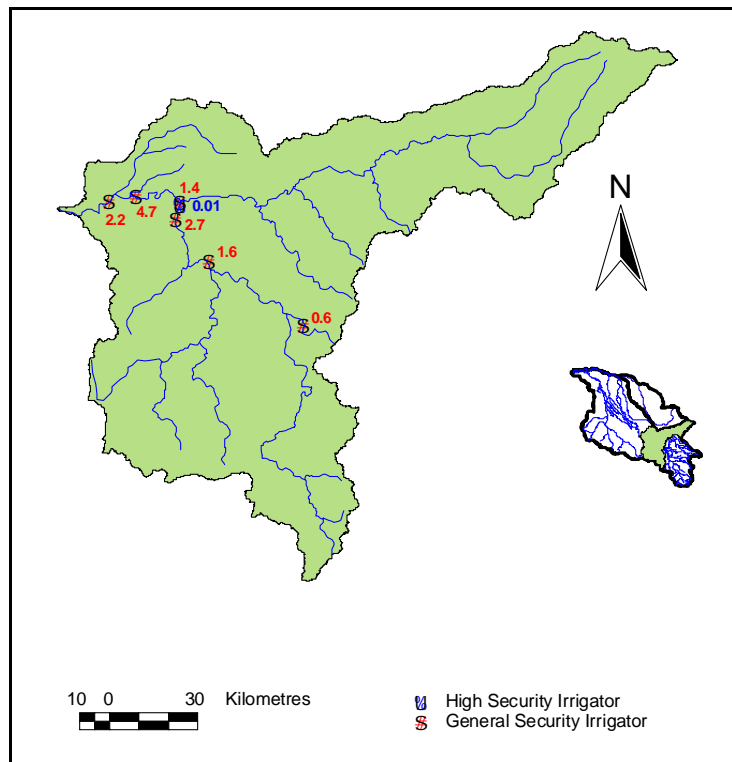 1.4
0.01
2.2
4.7
2.7
1.6
0.6
N
10 0 30 Kilometres
High Security Irrigator
General Security Irrigator